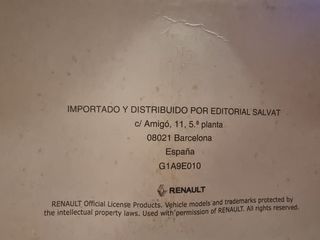 IMPORTADO Y DISTRIBUIDO POR EDITORIAL SALVAT
c/ Amigó, 11, 5.ª planta
08021 Barcelona
España
G1A9E010
RENAULT
RENAULT Official License Products. Vehicle models and trademarks protected by
the intellectual property laws. Used with permission of RENAULT. All rights reserved.